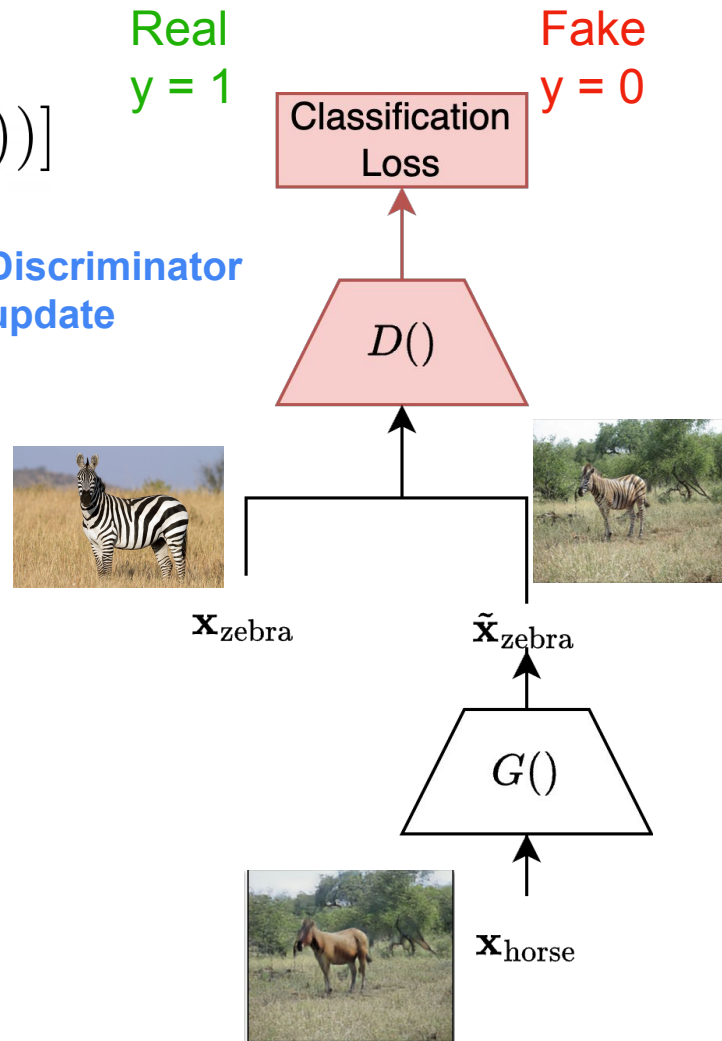 Real
y = 1
Fake
y = 0
))]
Classification
Loss
Discriminator
update
D()
x_zebra
x̃_zebra
G()
x_horse